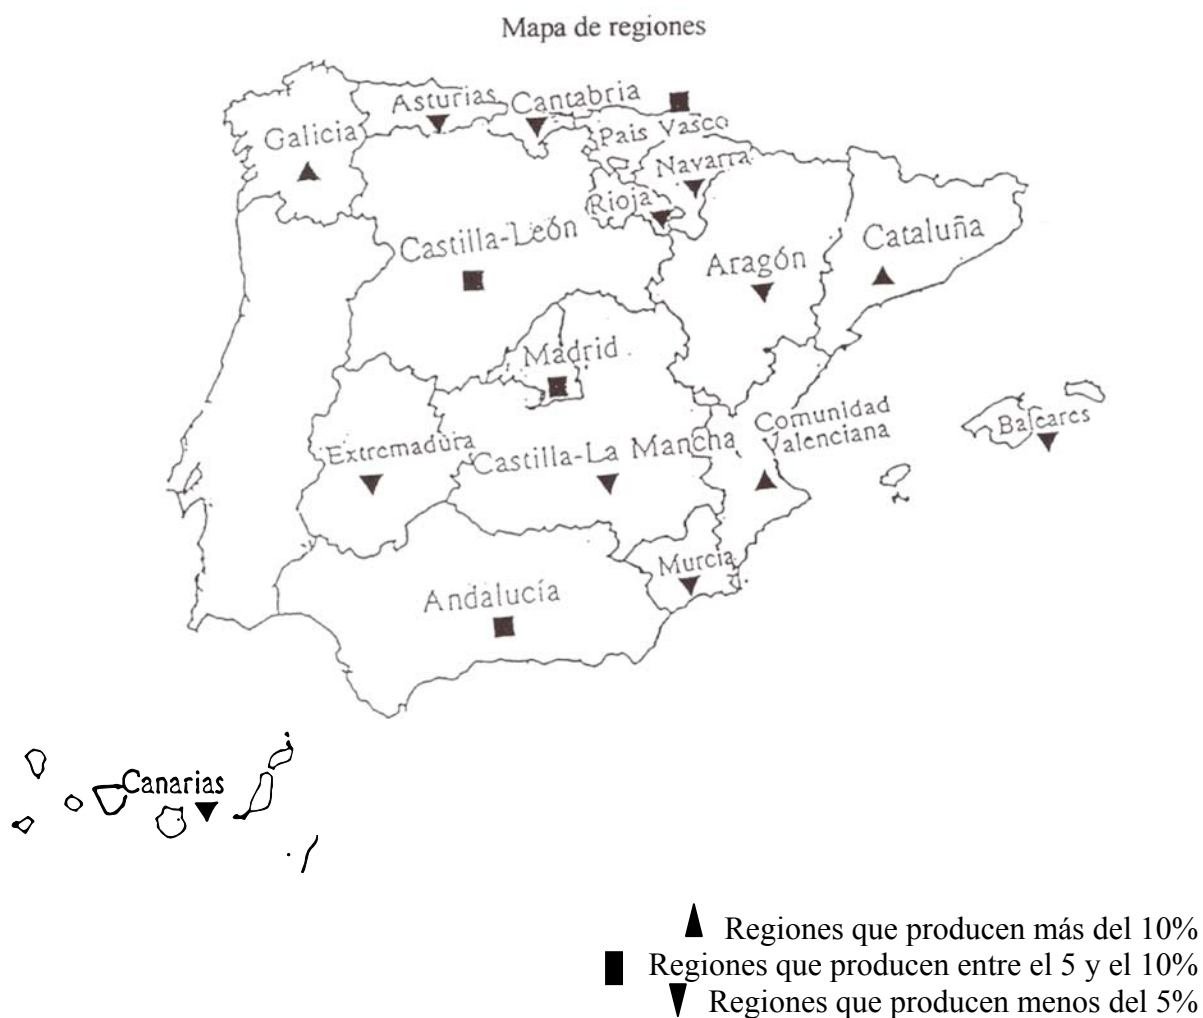 Mapa de regiones
Asturias
Cantabria
Galicia
Pais Vasco
Navarra
Rioja
Castilla-León
Cataluña
Aragón
Madrid
Comunidad
Valenciana
Baleares
Extremadura
Castilla-La Mancha
Murcia
Andalucía
Canarias
Regiones que producen más del 10%
Regiones que producen entre el 5 y el 10%
Regiones que producen menos del 5%